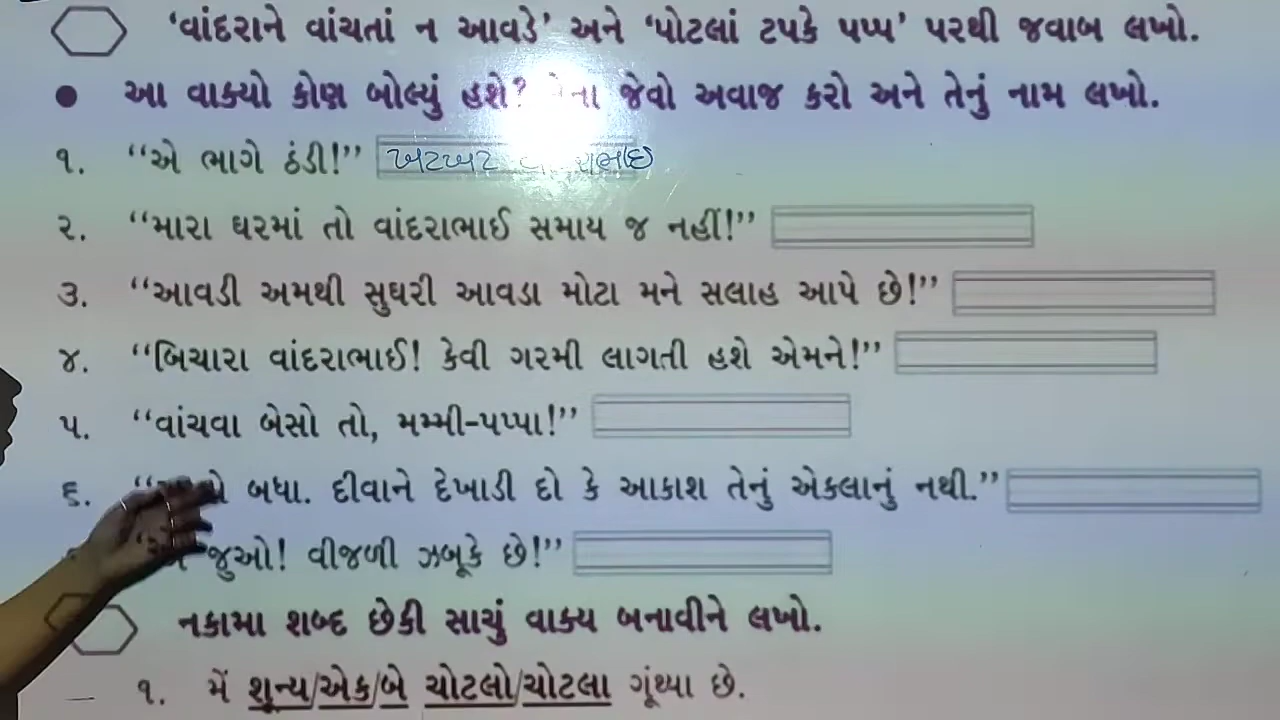 'વાંદરાને વાંચતાં ન આવડે' અને 'પોટલાં ટપકે પપ્પ' પરથી જવાબ લખો.
● આ વાક્યો કોણ બોલ્યું હશે? જેવો અવાજ કરો અને તેનું નામ લખો.
૧. “એ ભાગે ઠંડી!” ખટખટ
૨. “મારા ઘરમાં તો વાંદરાભાઈ સમાય જ નહીં!”
૩. “આવડી અમથી સુઘરી આવડા મોટા મને સલાહ આપે છે!”
૪. “બિચારા વાંદરાભાઈ! કેવી ગરમી લાગતી હશે એમને!”
૫. “વાંચવા બેસો તો, મમ્મી-પપ્પા!”
૬. બધા. દીવાને દેખાડી દો કે આકાશ તેનું એકલાનું નથી.”
જુઓ! વીજળી ઝબૂકે છે!”
નકામા શબ્દ છેકી સાચું વાક્ય બનાવીને લખો.
૧. મેં શૂન્ય/એક/બે ચોટલો/ચોટલા ગૂંથ્યા છે.